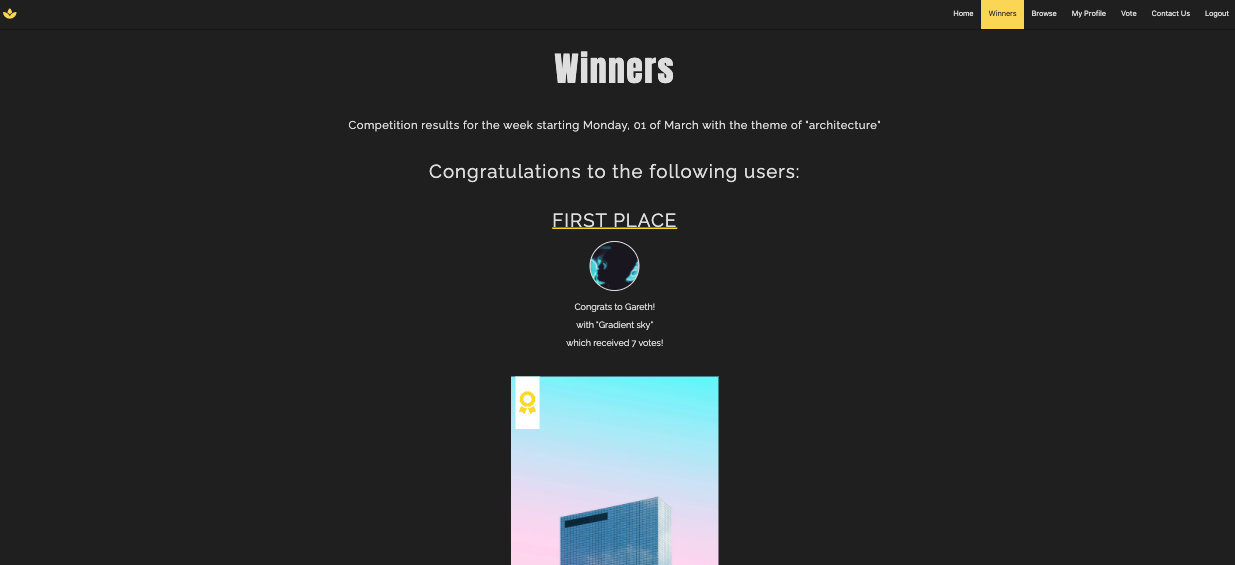 Home Winners Browse My Profile Vote Contact Us Logout
Winners
Competition results for the week starting Monday, 01 of March with the theme of "architecture"
Congratulations to the following users:
FIRST PLACE
Congrats to Gareth!
with "Gradient sky"
which received 7 votes!